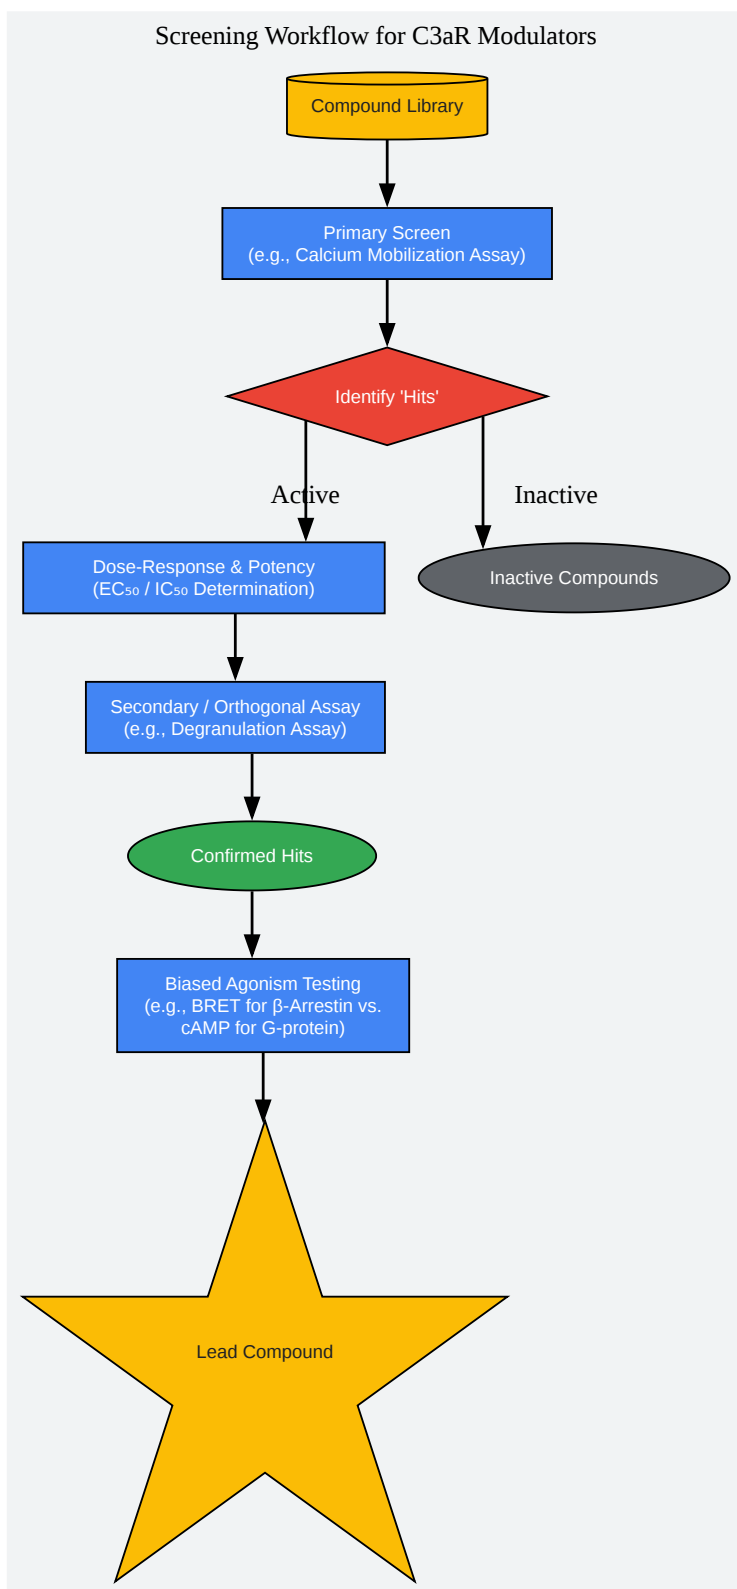 Screening Workflow for C3aR Modulators
Compound Library
Primary Screen
(e.g., Calcium Mobilization Assay)
Identify 'Hits'
Active
Inactive
Dose-Response & Potency
(EC₅₀ / IC₅₀ Determination)
Inactive Compounds
Secondary / Orthogonal Assay
(e.g., Degranulation Assay)
Confirmed Hits
Biased Agonism Testing
(e.g., BRET for β-Arrestin vs.
cAMP for G-protein)
Lead Compound